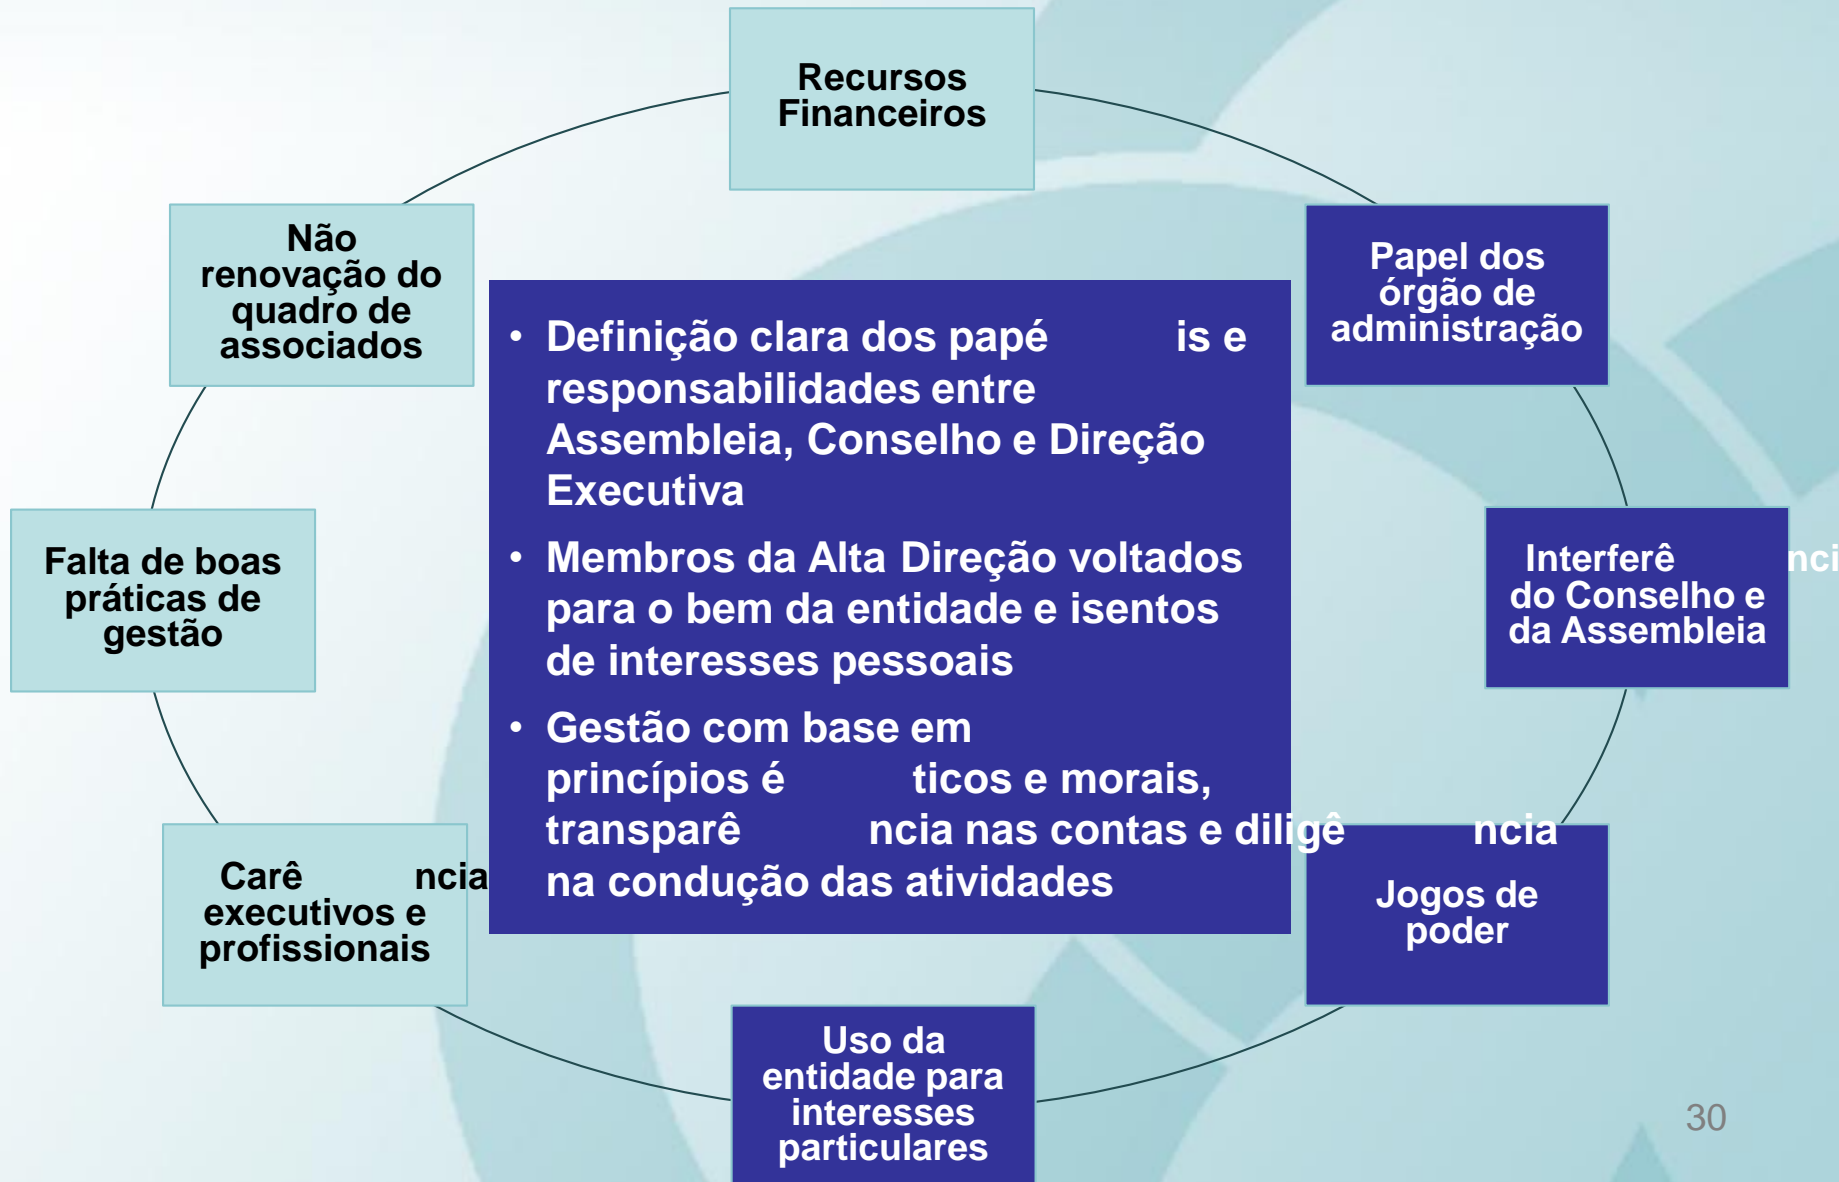 Recursos
Financeiros
Não
renovação do
quadro de
associados
Papel dos
órgão de
administração
• Definição clara dos papé is e
responsabilidades entre
Assembleia, Conselho e Direção
Executiva
• Membros da Alta Direção voltados
para o bem da entidade e isentos
de interesses pessoais
• Gestão com base em
princípios é ticos e morais,
transparê ncia nas contas e diligê ncia
na condução das atividades
Falta de boas
práticas de
gestão
Interferê nci
do Conselho e
da Assembleia
Carê ncia
executivos e
profissionais
Jogos de
poder
Uso da
entidade para
interesses
particulares
30